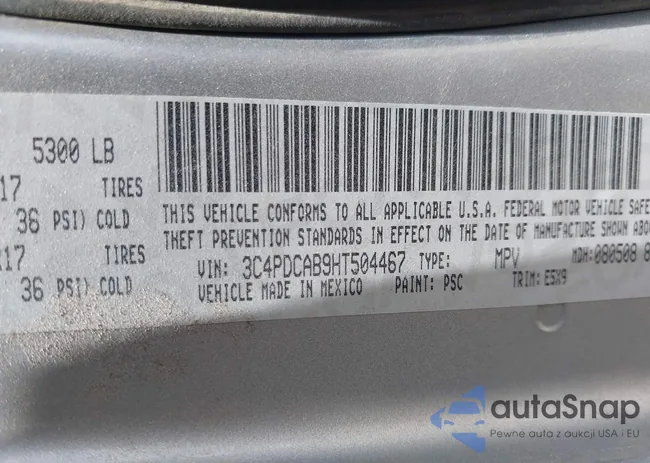 5300 LB
17 TIRES
36 PSI) COLD
17 TIRES
36 PSI) COLD
THIS VEHICLE CONFORMS TO ALL APPLICABLE U.S.A. FEDERAL MOTOR VEHICLE SAFE
THEFT PREVENTION STANDARDS IN EFFECT ON THE DATE OF MANUFACTURE SHOWN ABO
VIN: 3C4PDCAB9HT504467 TYPE: MPV MDH:080508 8
VEHICLE MADE IN MEXICO PAINT: PSC TRIM: E5X9
autaSnap
Pewne auta z aukcji USA i EU